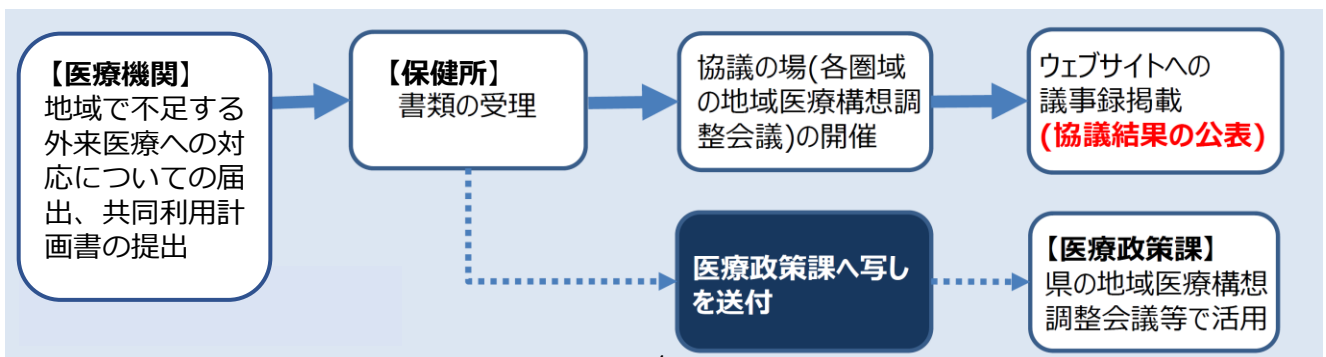 【医療機関】
地域で不足する
外来医療への対
応についての届
出、共同利用計
画書の提出
【保健所】
書類の受理
協議の場(各圏域
の地域医療構想調
整会議)の開催
ウェブサイトへの
議事録掲載
(協議結果の公表)
医療政策課へ写し
を送付
【医療政策課】
県の地域医療構想
調整会議等で活用